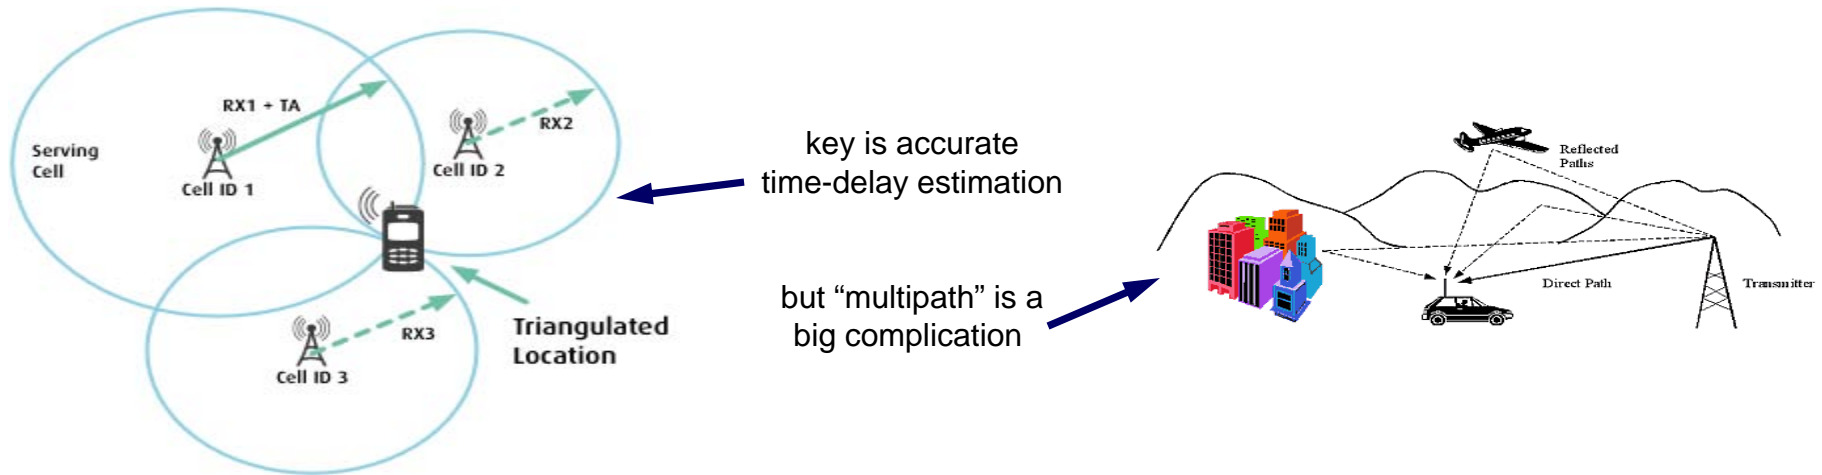 RX1 + TA
Serving
Cell
Cell ID 1
RX2
Cell ID 2
RX3
Cell ID 3
Triangulated
Location
key is accurate
time-delay estimation
but “multipath” is a
big complication
Reflected
Paths
Direct Path
Transmitter